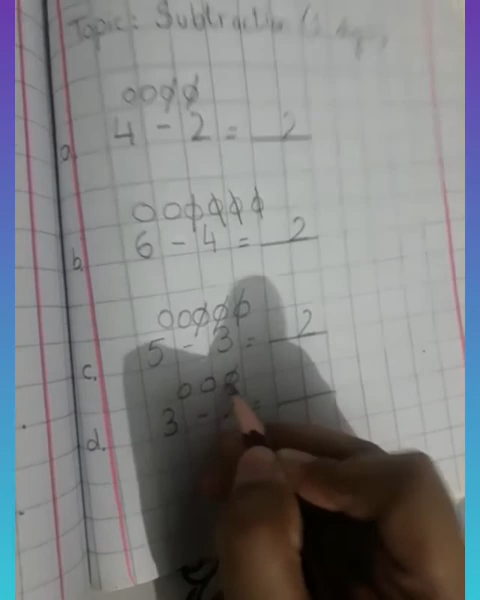 Topic: Subtraction
a. 4 - 2 = 2
b. 6 - 4 = 2
c. 5 - 3 = 2
d. 3 -